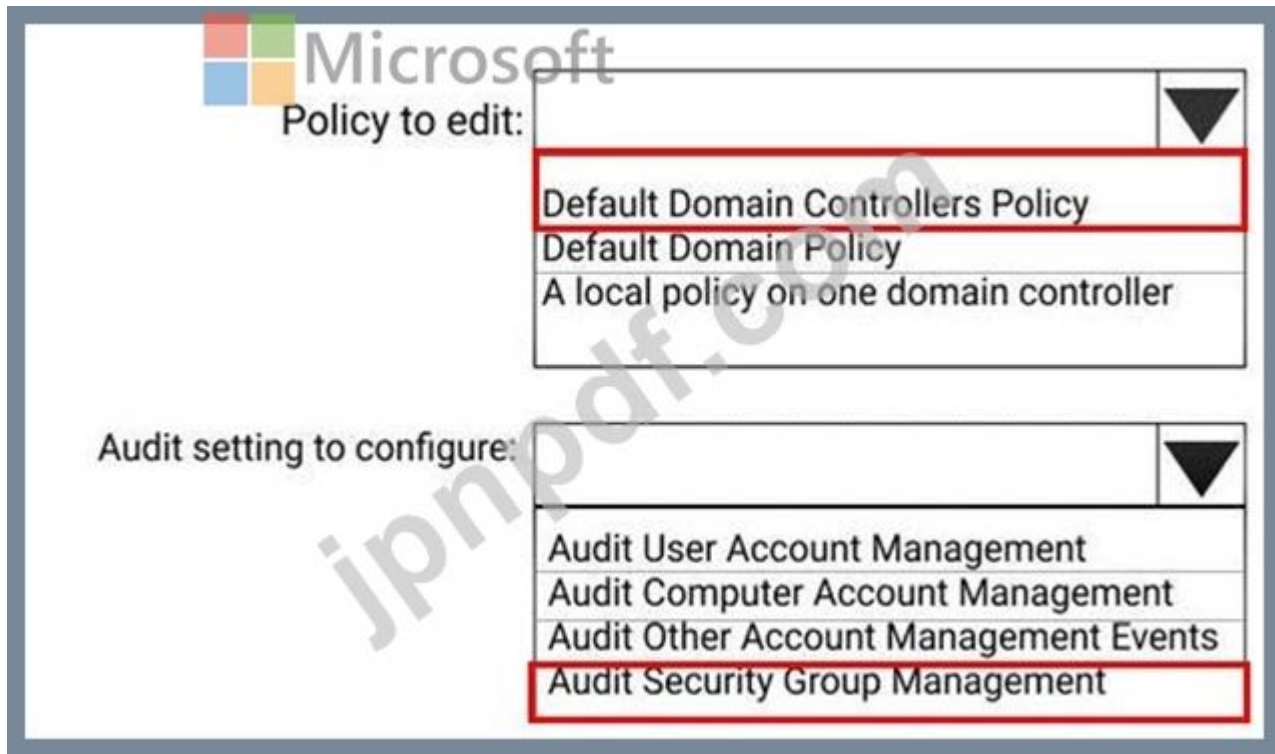 Microsoft
Policy to edit:
Default Domain Controllers Policy
Default Domain Policy
A local policy on one domain controller
Audit setting to configure:
Audit User Account Management
Audit Computer Account Management
Audit Other Account Management Events
Audit Security Group Management
jpnpdf.com